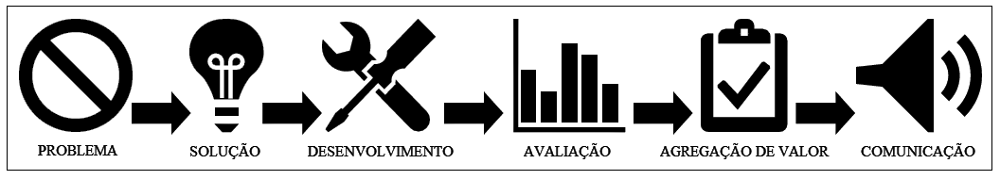 PROBLEMA SOLUÇÃO DESENVOLVIMENTO AVALIAÇÃO AGREGAÇÃO DE VALOR COMUNICAÇÃO